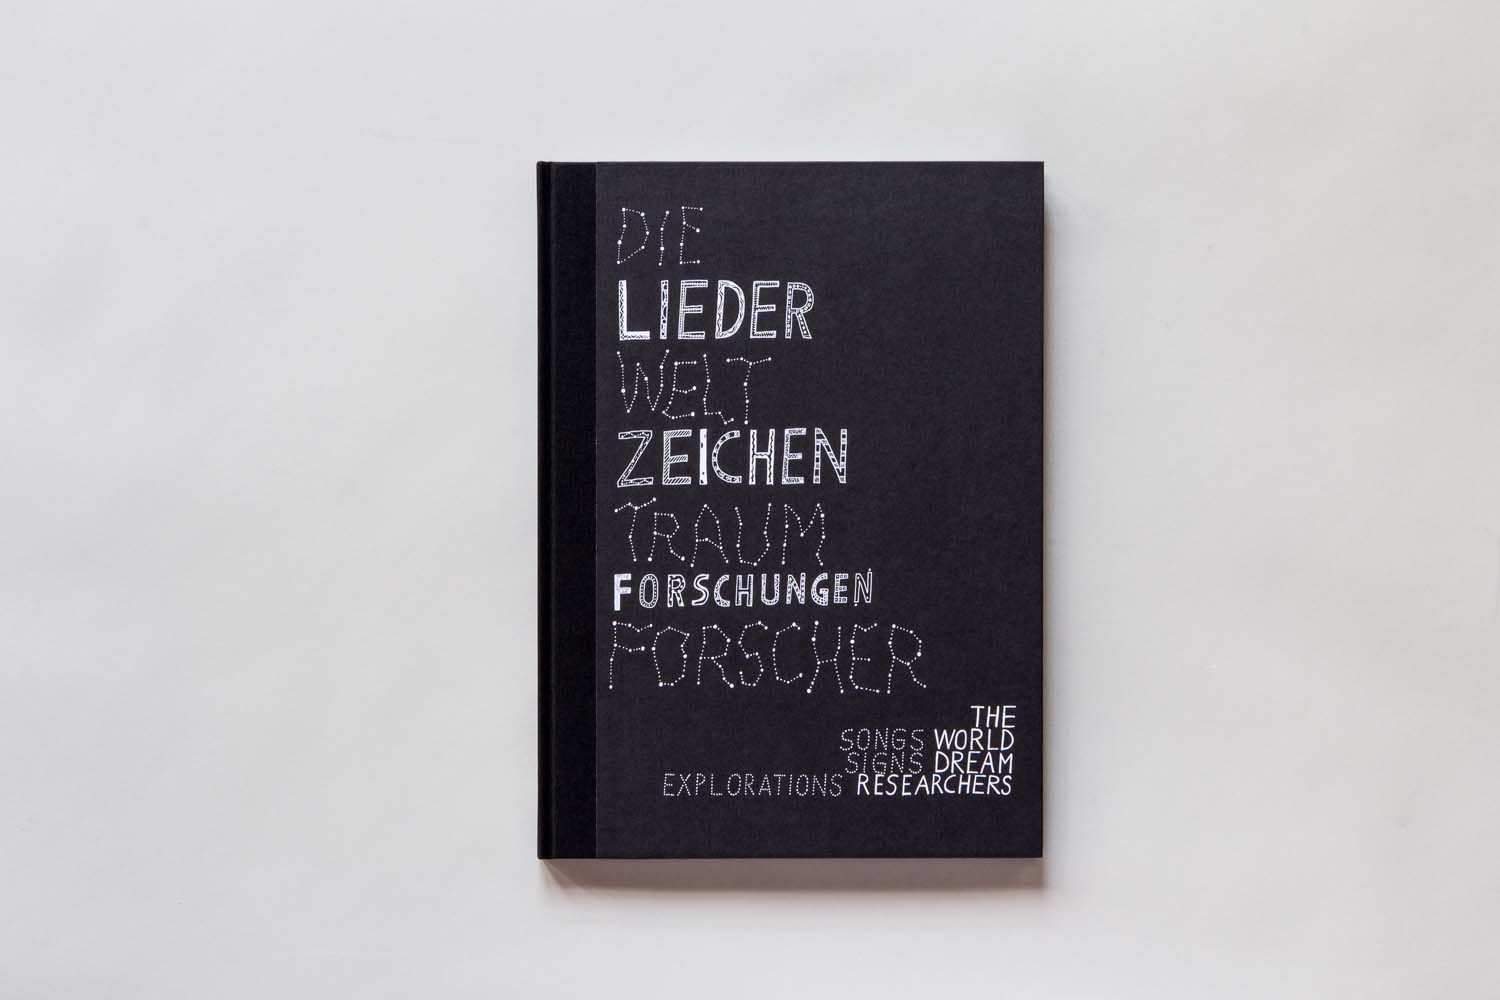 DIE
LIEDER
WELT
ZEICHEN
TRAUM
FORSCHUNGEN
FORSCHER
THE
SONGS WORLD
SIGNS DREAM
EXPLORATIONS RESEARCHERS